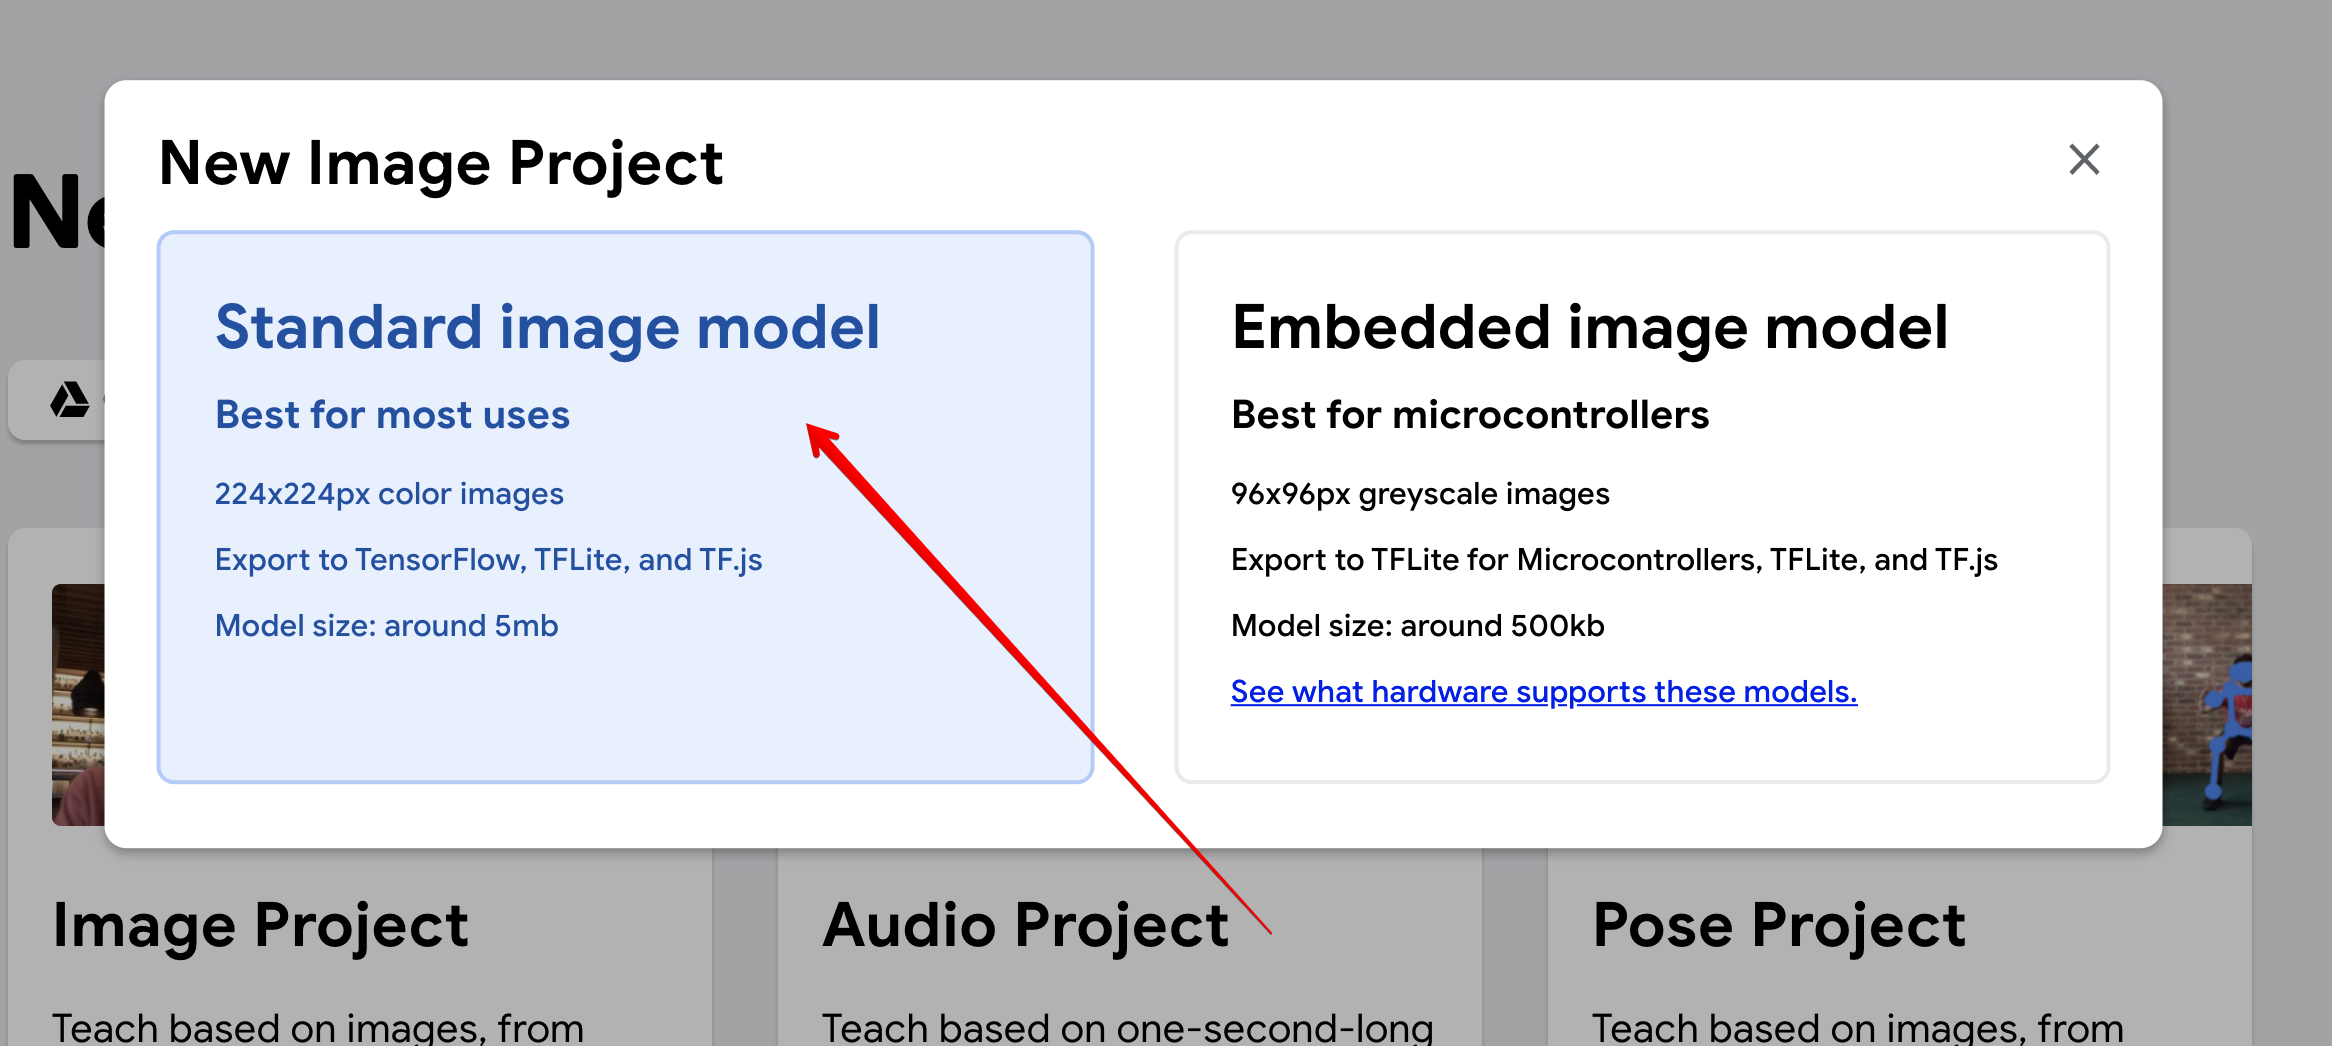 New Image Project
Standard image model
Best for most uses
224x224px color images
Export to TensorFlow, TFLite, and TF.js
Model size: around 5mb
Embedded image model
Best for microcontrollers
96x96px greyscale images
Export to TFLite for Microcontrollers, TFLite, and TF.js
Model size: around 500kb
See what hardware supports these models.
Image Project
Teach based on images, from
Audio Project
Teach based on one-second-long
Pose Project
Teach based on images, from